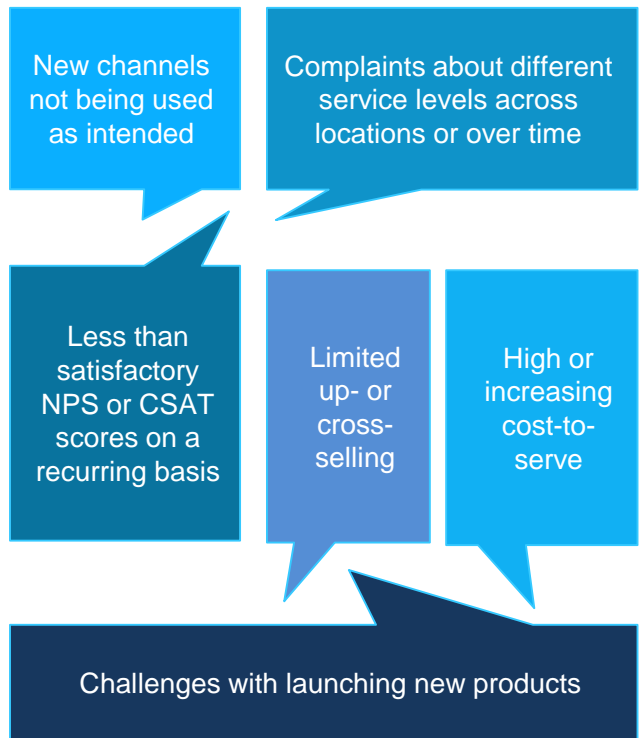 New channels
not being used
as intended
Complaints about different
service levels across
locations or over time
Less than
satisfactory
NPS or CSAT
scores on a
recurring basis
Limited
up- or
cross-
selling
High or
increasing
cost-to-
serve
Challenges with launching new products